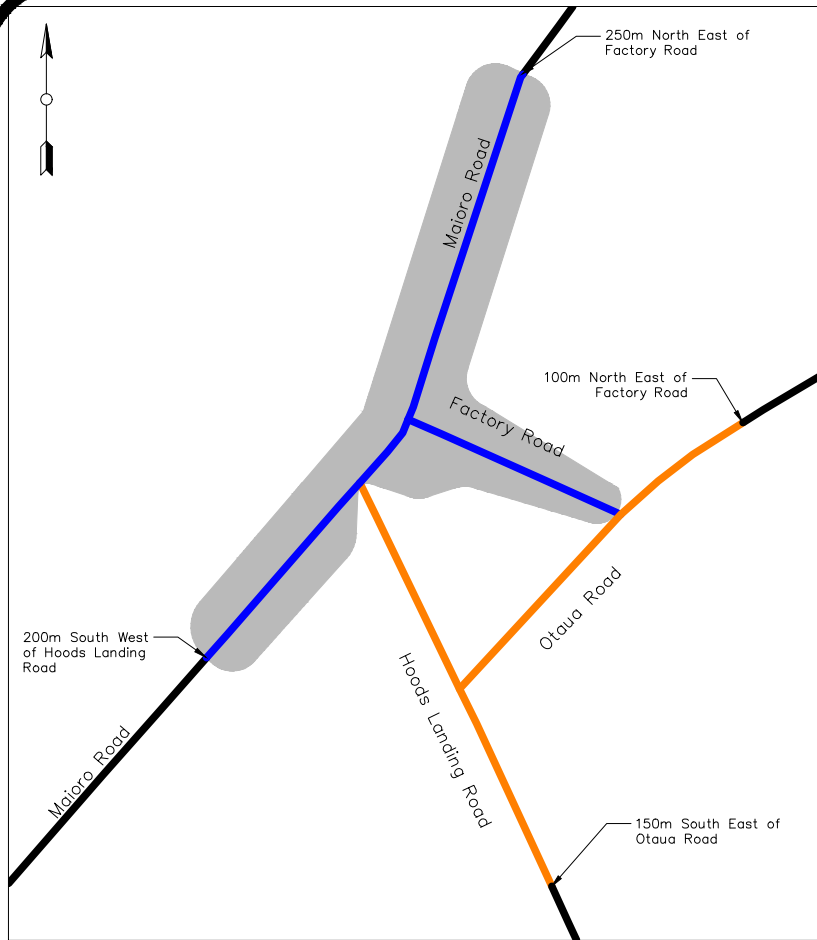 250m North East of
Factory Road
Maioro Road
100m North East of
Factory Road
Factory Road
Otaua Road
200m South West
of Hoods Landing
Road
Hoods Landing Road
Maioro Road
150m South East of
Otaua Road